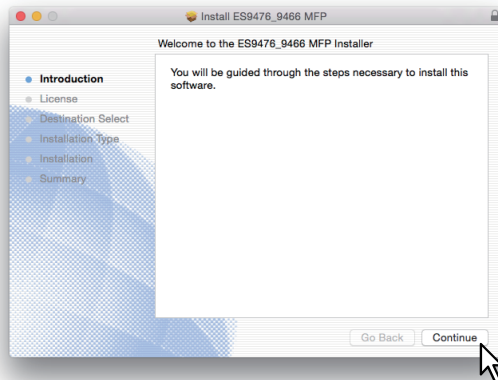 Install ES9476_9466 MFP
Welcome to the ES9476_9466 MFP Installer
Introduction
License
Destination Select
Installation Type
Installation
Summary
You will be guided through the steps necessary to install this
software.
Go Back
Continue